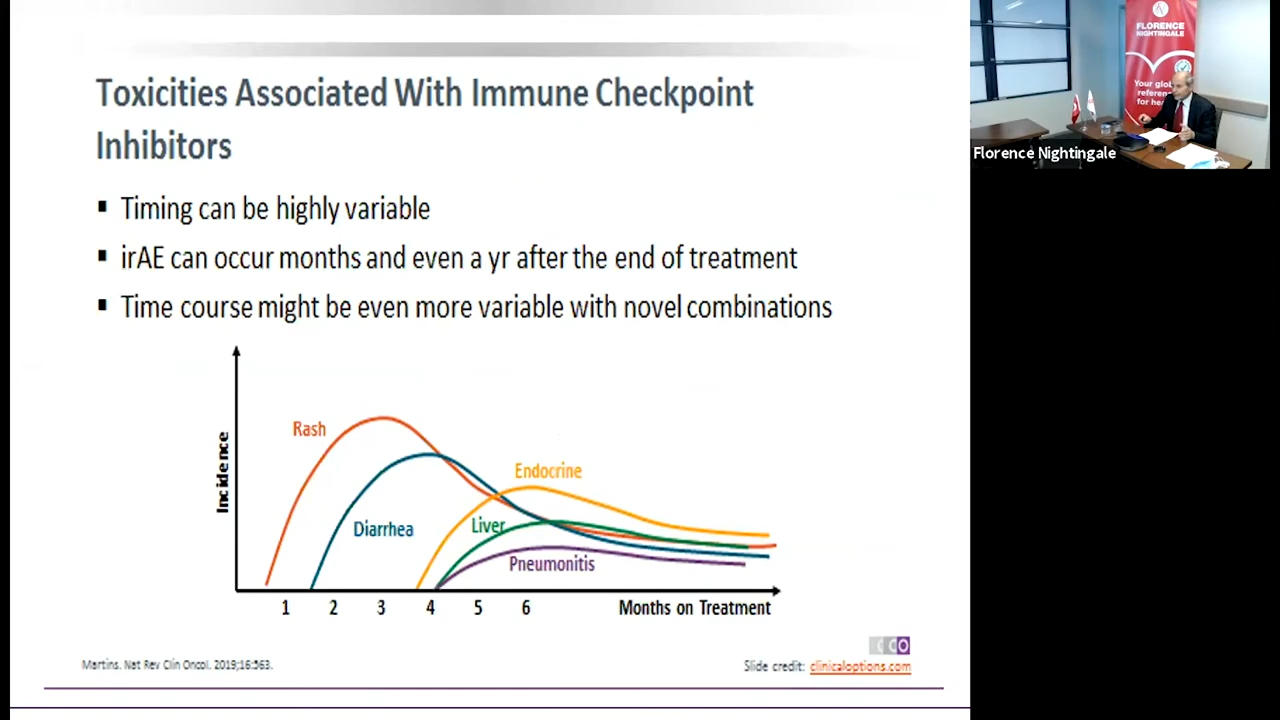 Toxicities Associated With Immune Checkpoint
Inhibitors
▪ Timing can be highly variable
▪ irAE can occur months and even a yr after the end of treatment
▪ Time course might be even more variable with novel combinations
Incidence
Rash
Diarrhea
Endocrine
Liver
Pneumonitis
1 2 3 4 5 6 Months on Treatment
Martins. Nat Rev Clin Oncol. 2019;16:563.
CCO
Slide credit: clinicaloptions.com
FLORENCE
NIGHTINGALE
Your
for
Florence Nightingale